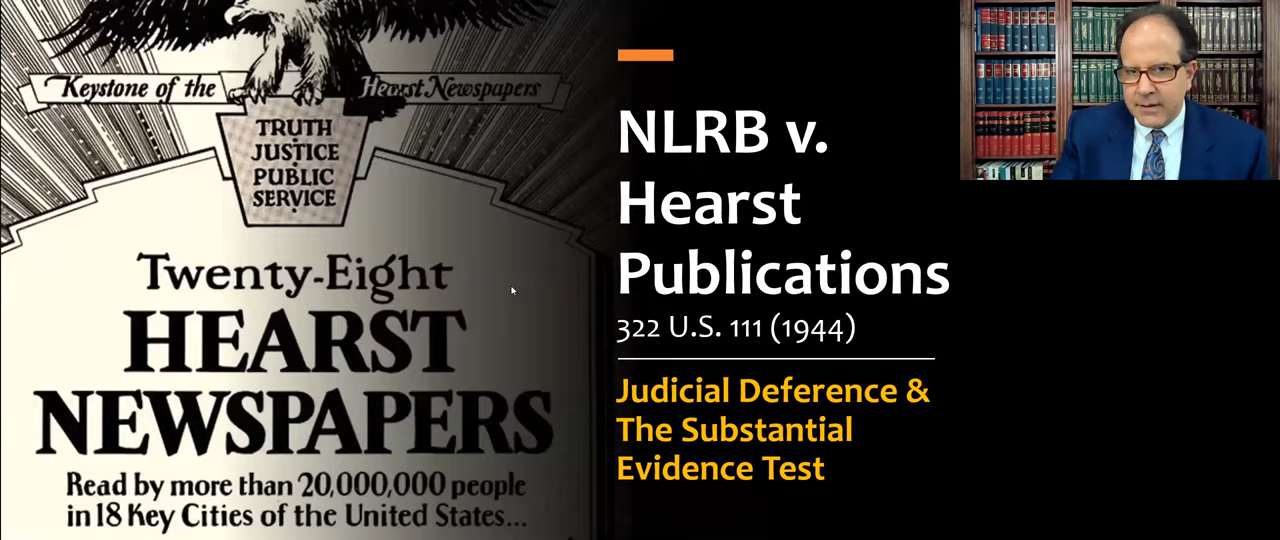 Keystone of the
Hearst Newspapers
TRUTH
JUSTICE
PUBLIC
SERVICE
Twenty-Eight
HEARST
NEWSPAPERS
Read by more than 20,000,000 people
in 18 Key Cities of the United States...
NLRB v.
Hearst
Publications
322 U.S. 111 (1944)
Judicial Deference &
The Substantial
Evidence Test